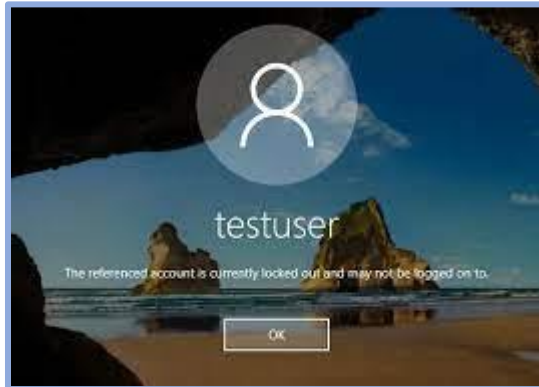 testuser
The referenced account is currently locked out and may not be logged on to.
OK